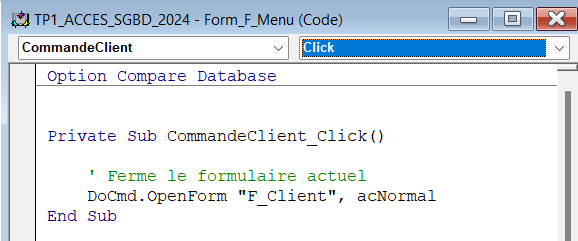 TP1_ACCES_SGBD_2024 - Form_F_Menu (Code)
CommandeClient
Click
Option Compare Database
Private Sub CommandeClient_Click()
' Ferme le formulaire actuel
DoCmd.OpenForm "F_Client", acNormal
End Sub